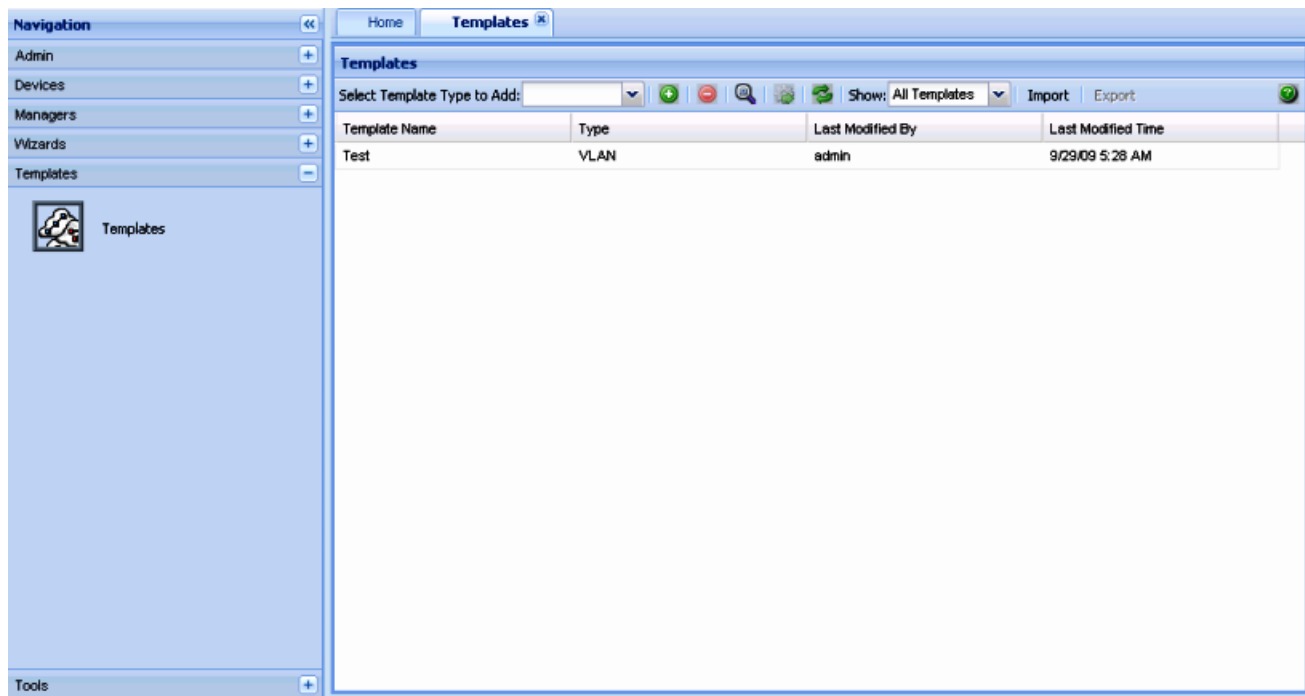 Navigation
Admin
Devices
Managers
Wizards
Templates
Templates
Tools
Home Templates
Templates
Select Template Type to Add: Show: All Templates Import Export
Template Name Type Last Modified By Last Modified Time
Test VLAN admin 9/29/09 5:28 AM